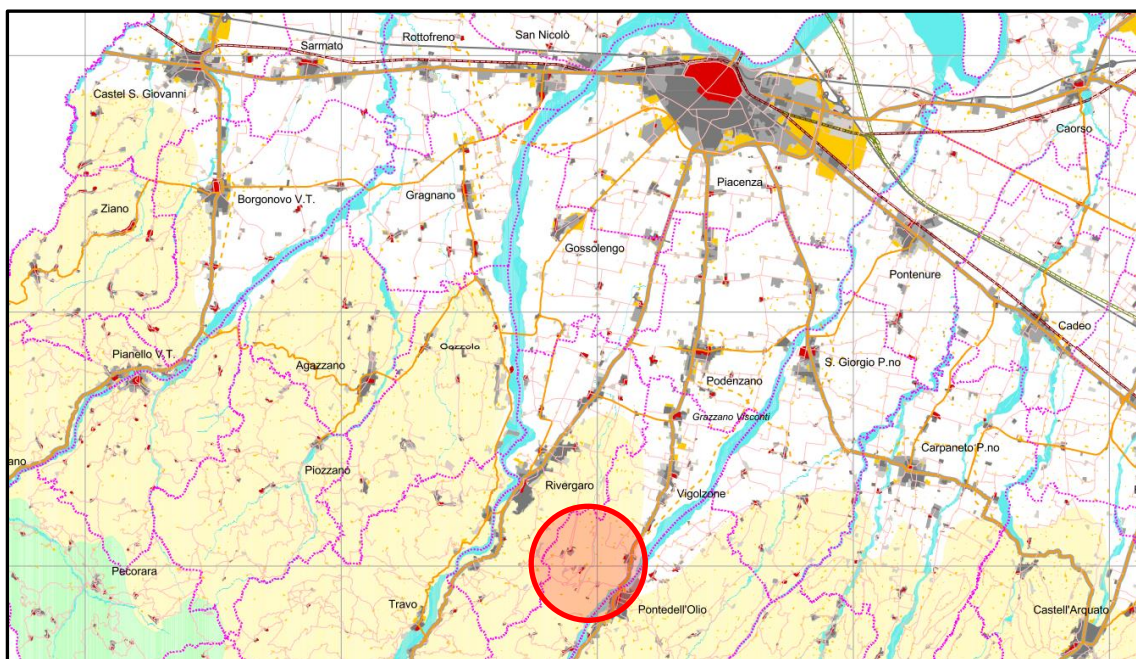 Rottofreno
San Nicolò
Sarmato
Castel S. Giovanni
Caorso
Piacenza
Ziano
Borgonovo V.T.
Gragnano
Gossolengo
Pontenure
Cadeo
Pianello V.T.
Agazzano
Gazzola
S. Giorgio P.no
Podenzano
Grazzano Visconti
Carpaneto P.no
ano
Piozzano
Rivergaro
Vigolzone
Pecorara
Travo
Pontedell'Olio
Castell'Arquato